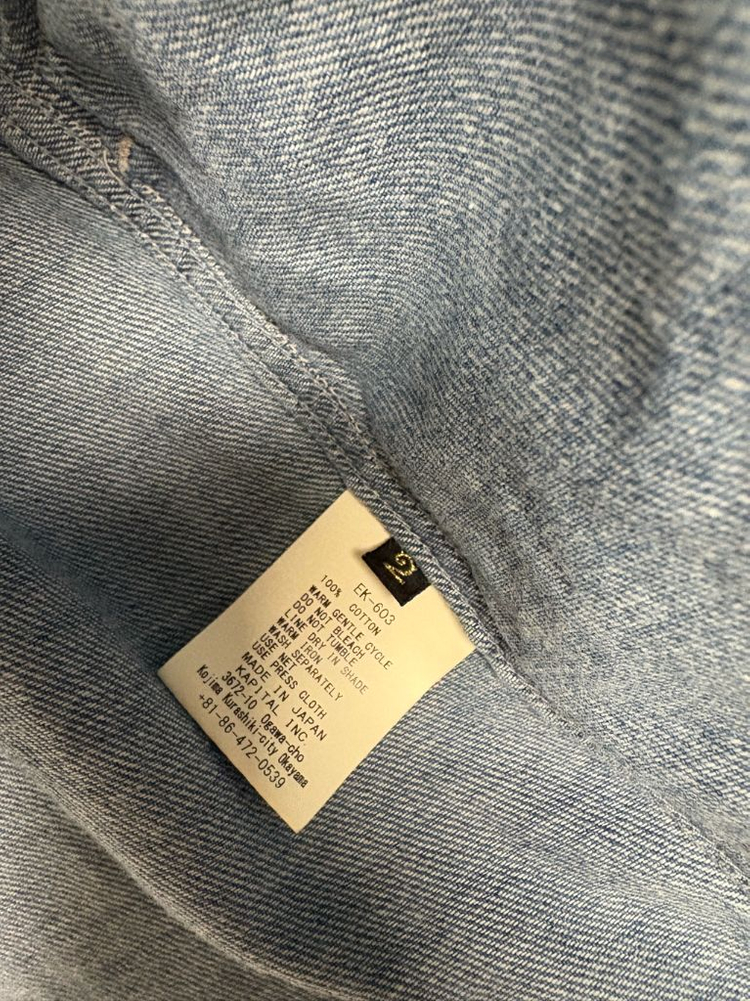 2
EK-603
100% COTTON
WARM GENTLE CYCLE
DO NOT BLEACH
DO NOT TUMBLE
LINE DRY IN SHADE
WARM IRON
WASH SEPARATELY
USE NET
USE PRESS CLOTH
MADE IN JAPAN
KAPITAL INC.
3672-10 Ogawa-cho
Kojima Kurashiki-city Okayama
+81-86-472-0539